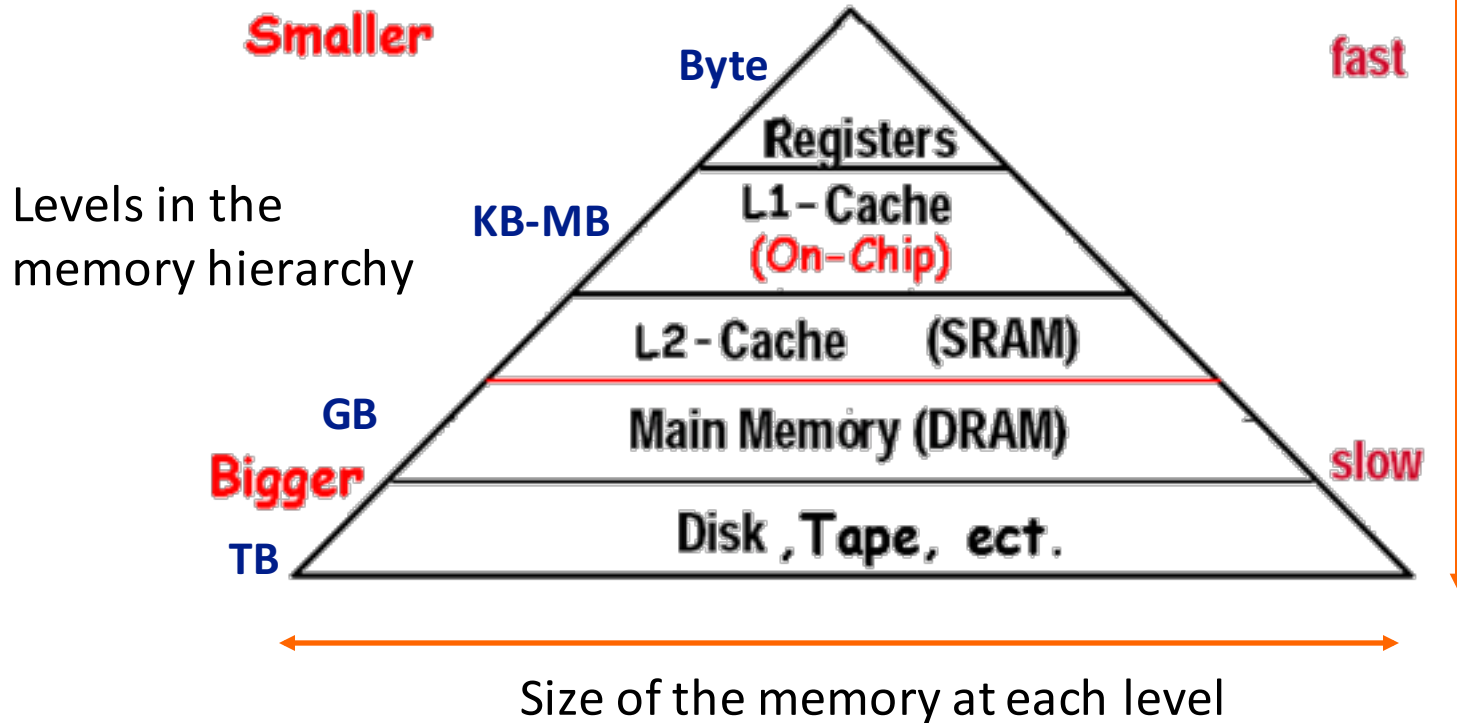 Smaller
Byte
fast
Registers
Levels in the
memory hierarchy
KB-MB
L1-Cache
(On-Chip)
L2-Cache (SRAM)
GB
Main Memory (DRAM)
Bigger
slow
TB
Disk, Tape, ect.
Size of the memory at each level